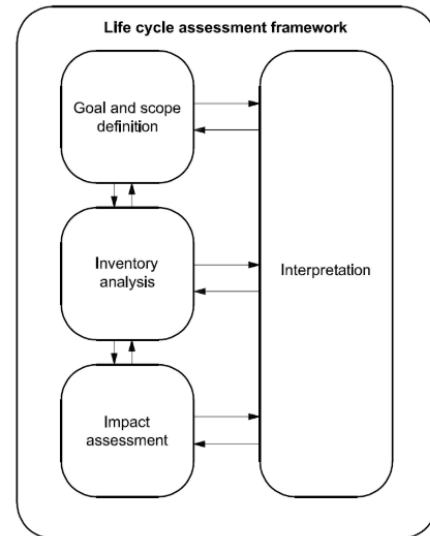 Life cycle assessment framework
Goal and scope
definition
Inventory
analysis
Interpretation
Impact
assessment